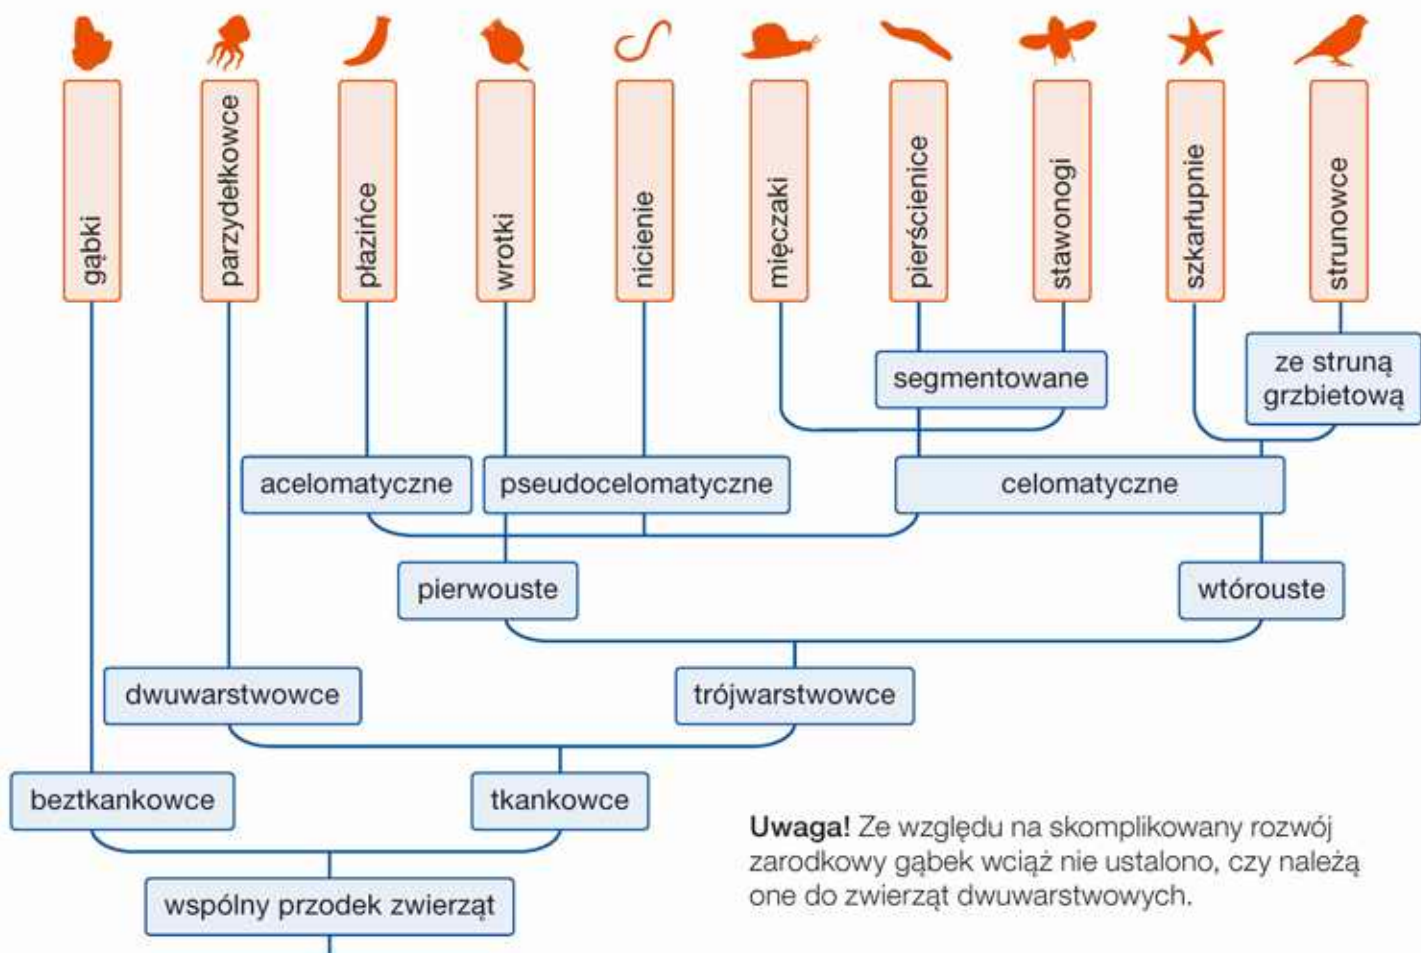 gąbki
parzydełkowce
płazińce
wrotki
nicienie
mięczaki
pierścienice
stawonogi
szkarłupnie
strunowce
segmentowane
ze struną
grzbietową
acelomatyczne
pseudocelomatyczne
celomatyczne
pierwouste
wtórouste
dwuwarstwowce
trójwarstwowce
beztkankowce
tkankowce
wspólny przodek zwierząt
Uwaga! Ze względu na skomplikowany rozwój
zarodkowy gąbek wciąż nie ustalono, czy należą
one do zwierząt dwuwarstwowych.